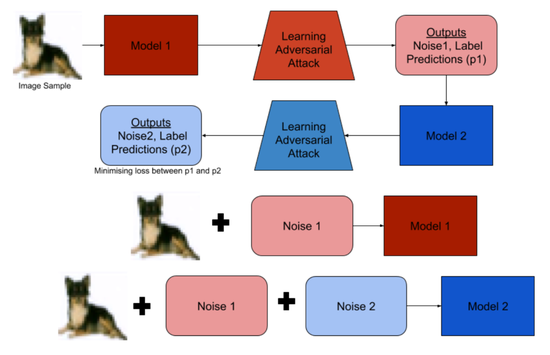 Model 1
Learning
Adversarial
Attack
Outputs
Noise1, Label
Predictions (p1)
Image Sample
Outputs
Noise2, Label
Predictions (p2)
Minimising loss between p1 and p2
Learning
Adversarial
Attack
Model 2
Noise 1
Model 1
Noise 1
Noise 2
Model 2